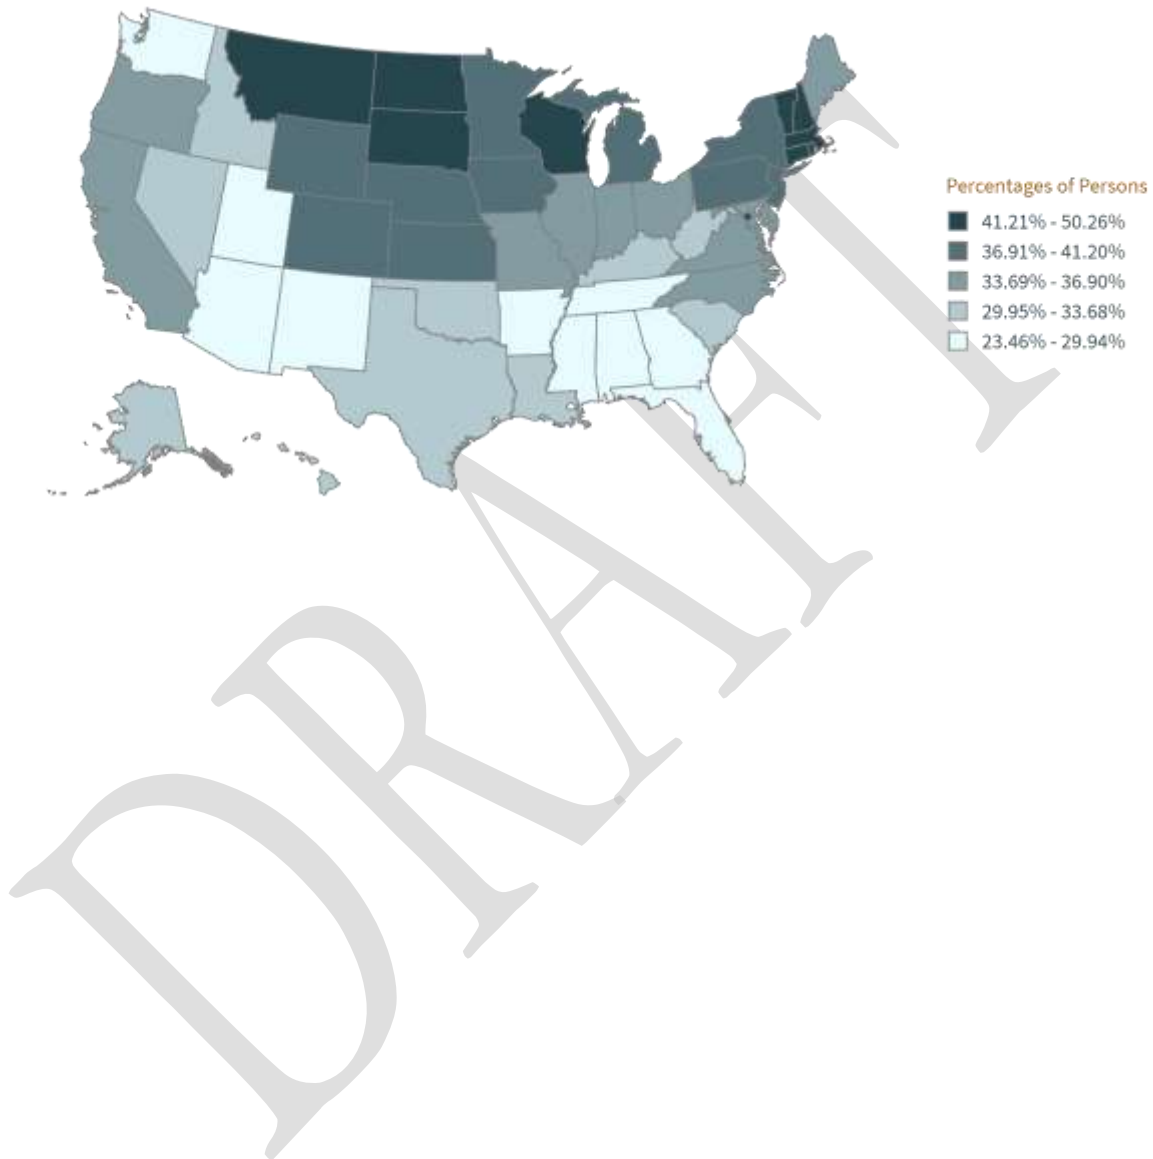 Percentages of Persons
41.21% - 50.26%
36.91% - 41.20%
33.69% - 36.90%
29.95% - 33.68%
23.46% - 29.94%
DRAFT